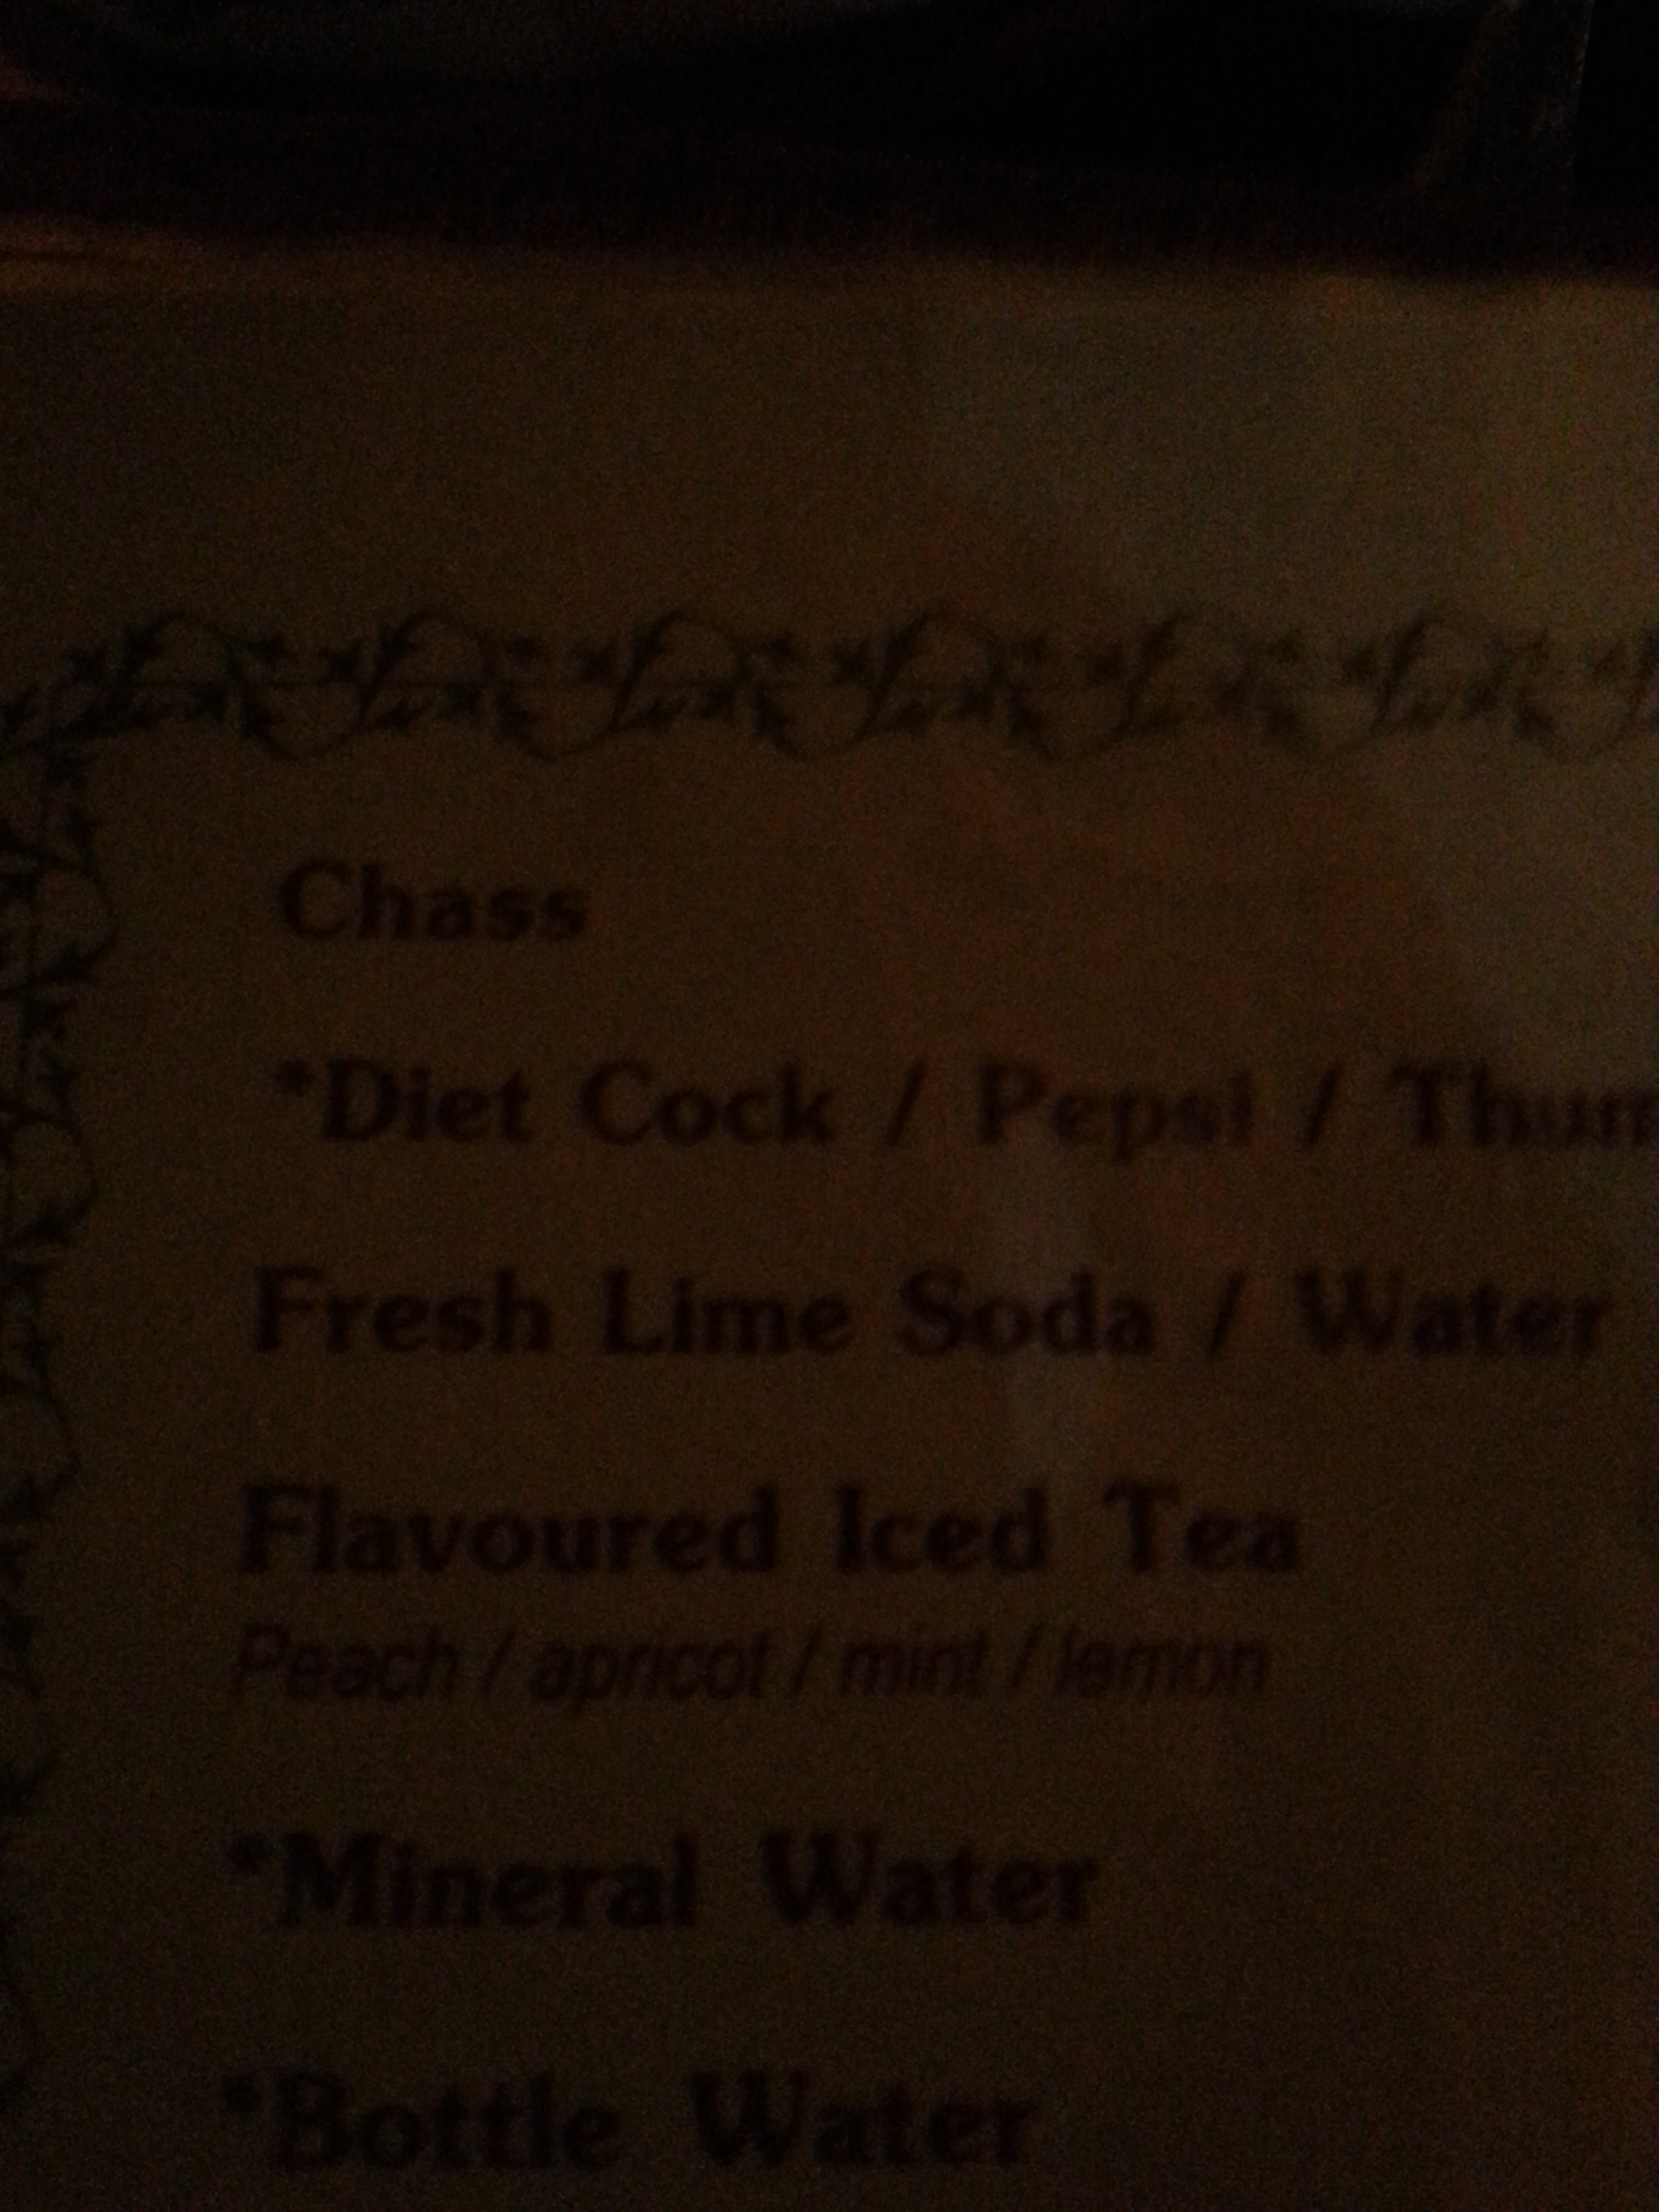 Chass
*Diet Cock / Pepsi / Thum
Fresh Lime Soda / Water
Flavoured Iced Tea
Peach / apricot / mint / lemon
*Mineral Water
*Bottle Water